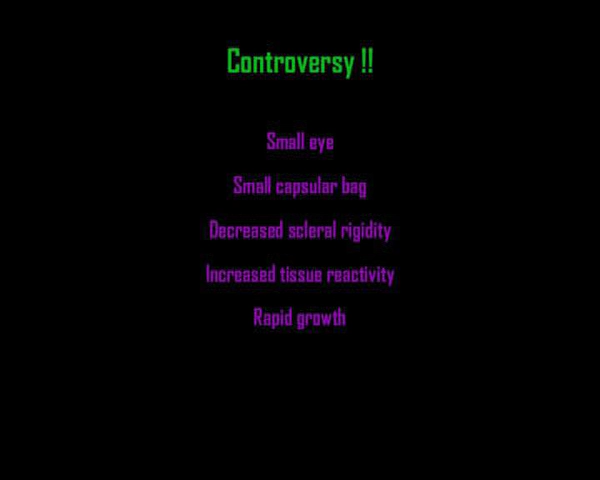 Controversy !!
Small eye
Small capsular bag
Decreased scleral rigidity
Increased tissue reactivity
Rapid growth